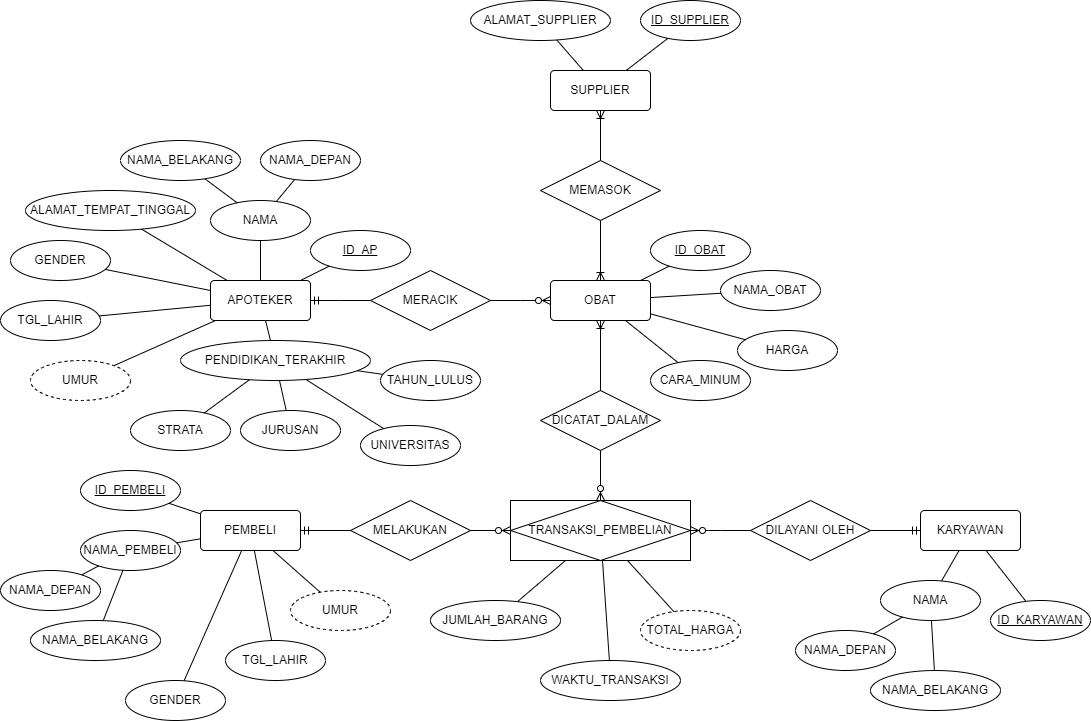 ALAMAT_SUPPLIER
ID_SUPPLIER
SUPPLIER
NAMA_BELAKANG
NAMA_DEPAN
MEMASOK
ALAMAT_TEMPAT_TINGGAL
NAMA
GENDER
ID_AP
ID_OBAT
NAMA_OBAT
APOTEKER
MERACIK
OBAT
TGL_LAHIR
HARGA
PENDIDIKAN_TERAKHIR
UMUR
TAHUN_LULUS
CARA_MINUM
STRATA
JURUSAN
UNIVERSITAS
DICATAT_DALAM
ID_PEMBELI
PEMBELI
MELAKUKAN
TRANSAKSI_PEMBELIAN
DILAYANI OLEH
KARYAWAN
NAMA_PEMBELI
NAMA_DEPAN
NAMA_BELAKANG
UMUR
JUMLAH_BARANG
TOTAL_HARGA
NAMA
ID_KARYAWAN
TGL_LAHIR
GENDER
WAKTU_TRANSAKSI
NAMA_DEPAN
NAMA_BELAKANG